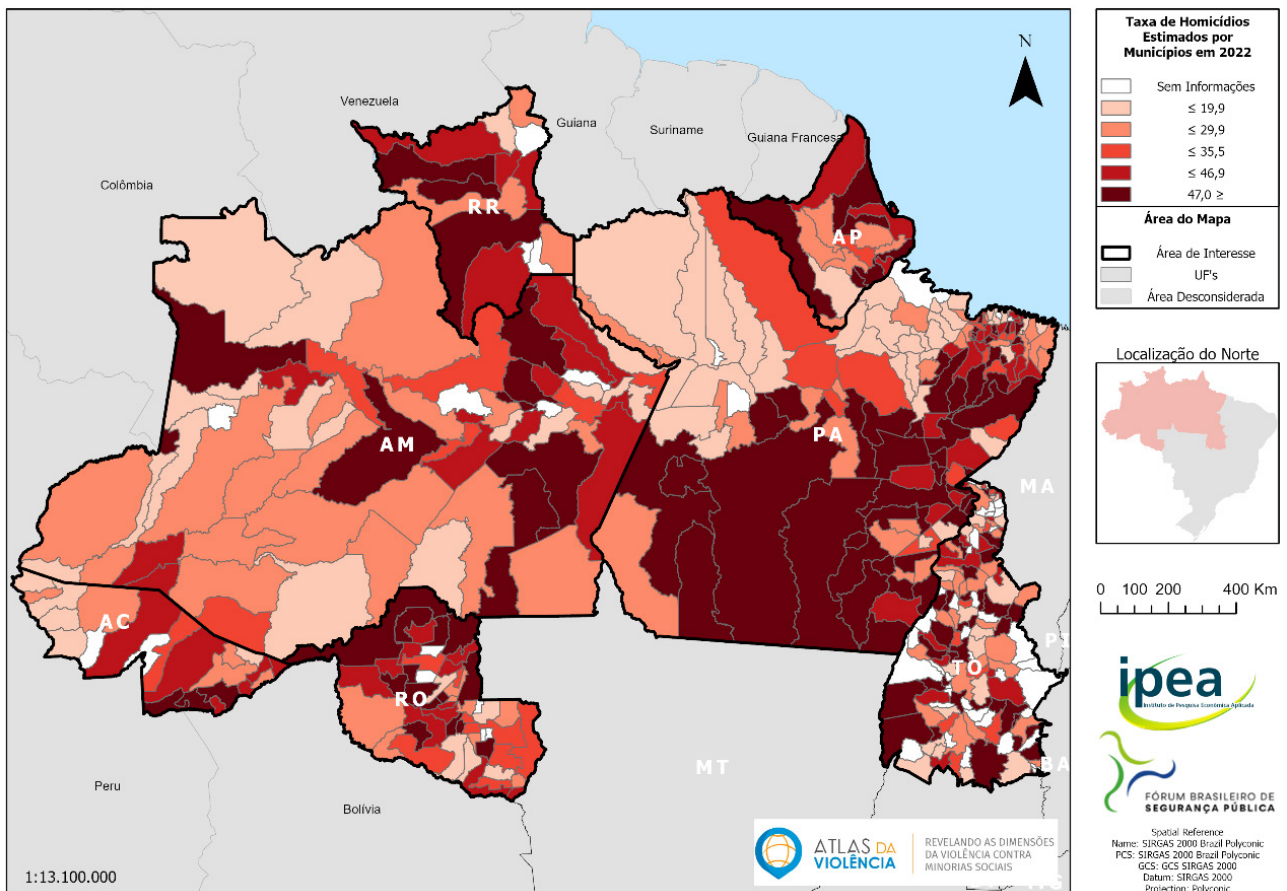 Venezuela
Guiana
Suriname
Guiana Francesa
Colômbia
RR
AP
AM
PA
MA
AC
RO
TO
PI
BA
MT
Peru
Bolívia
N
1:13.100.000
ATLAS DA
VIOLÊNCIA
REVELANDO AS DIMENSÕES
DA VIOLÊNCIA CONTRA
MINORIAS SOCIAIS
Taxa de Homicídios
Estimados por
Municípios em 2022
Sem Informações
≤ 19,9
≤ 29,9
≤ 35,5
≤ 46,9
47,0 ≥
Área do Mapa
Área de Interesse
UF's
Área Desconsiderada
Localização do Norte
0 100 200 400 Km
ipea
Instituto de Pesquisa Econômica Aplicada
FÓRUM BRASILEIRO DE
SEGURANÇA PÚBLICA
Spatial Reference
Name: SIRGAS 2000 Brazil Polyconic
PCS: SIRGAS 2000 Brazil Polyconic
GCS: GCS SIRGAS 2000
Datum: SIRGAS 2000
Projection: Polyconic